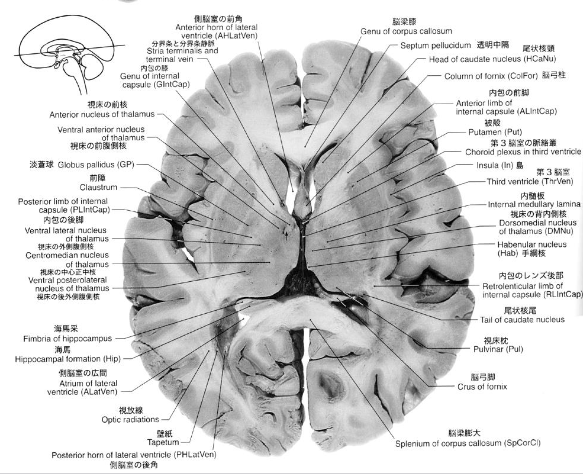 側脳室の前角
Anterior horn of lateral
ventricle (AHLatVen)
分界条と分界条静脈
Stria terminalis and
terminal vein
内包の膝
Genu of internal
capsule (GIntCap)
視床の前核
Anterior nucleus of thalamus
Ventral anterior nucleus
of thalamus
視床の前腹側核
淡蒼球 Globus pallidus (GP)
前障
Claustrum
Posterior limb of internal
capsule (PLIntCap)
内包の後脚
Ventral lateral nucleus
of thalamus
視床の外側腹側核
Centromedian nucleus
of thalamus
視床の中心正中核
Ventral posterolateral
nucleus of thalamus
視床の後外側腹側核
海馬采
Fimbria of hippocampus
海馬
Hippocampal formation (Hip)
側脳室の広間
Atrium of lateral
ventricle (ALatVen)
視放線
Optic radiations
壁紙
Tapetum
Posterior horn of lateral ventricle (PHLatVen)
側脳室の後角
脳梁膝
Genu of corpus callosum
Septum pellucidum 透明中隔
尾状核頭
Head of caudate nucleus (HCaNu)
Column of fornix (ColFor) 脳弓柱
内包の前脚
Anterior limb of
internal capsule (ALIntCap)
被殻
Putamen (Put)
第3脳室の脈絡叢
Choroid plexus in third ventricle
Insula (In) 島
第3脳室
Third ventricle (ThrVen)
内髄板
Internal medullary lamina
視床の背内側核
Dorsomedial nucleus
of thalamus (DMNu)
Habenular nucleus
(Hab) 手綱核
内包のレンズ後部
Retrolenticular limb of
internal capsule (RLIntCap)
尾状核尾
Tail of caudate nucleus
視床枕
Pulvinar (Pul)
脳弓脚
Crus of fornix
脳梁膨大
Splenium of corpus callosum (SpCorCl)